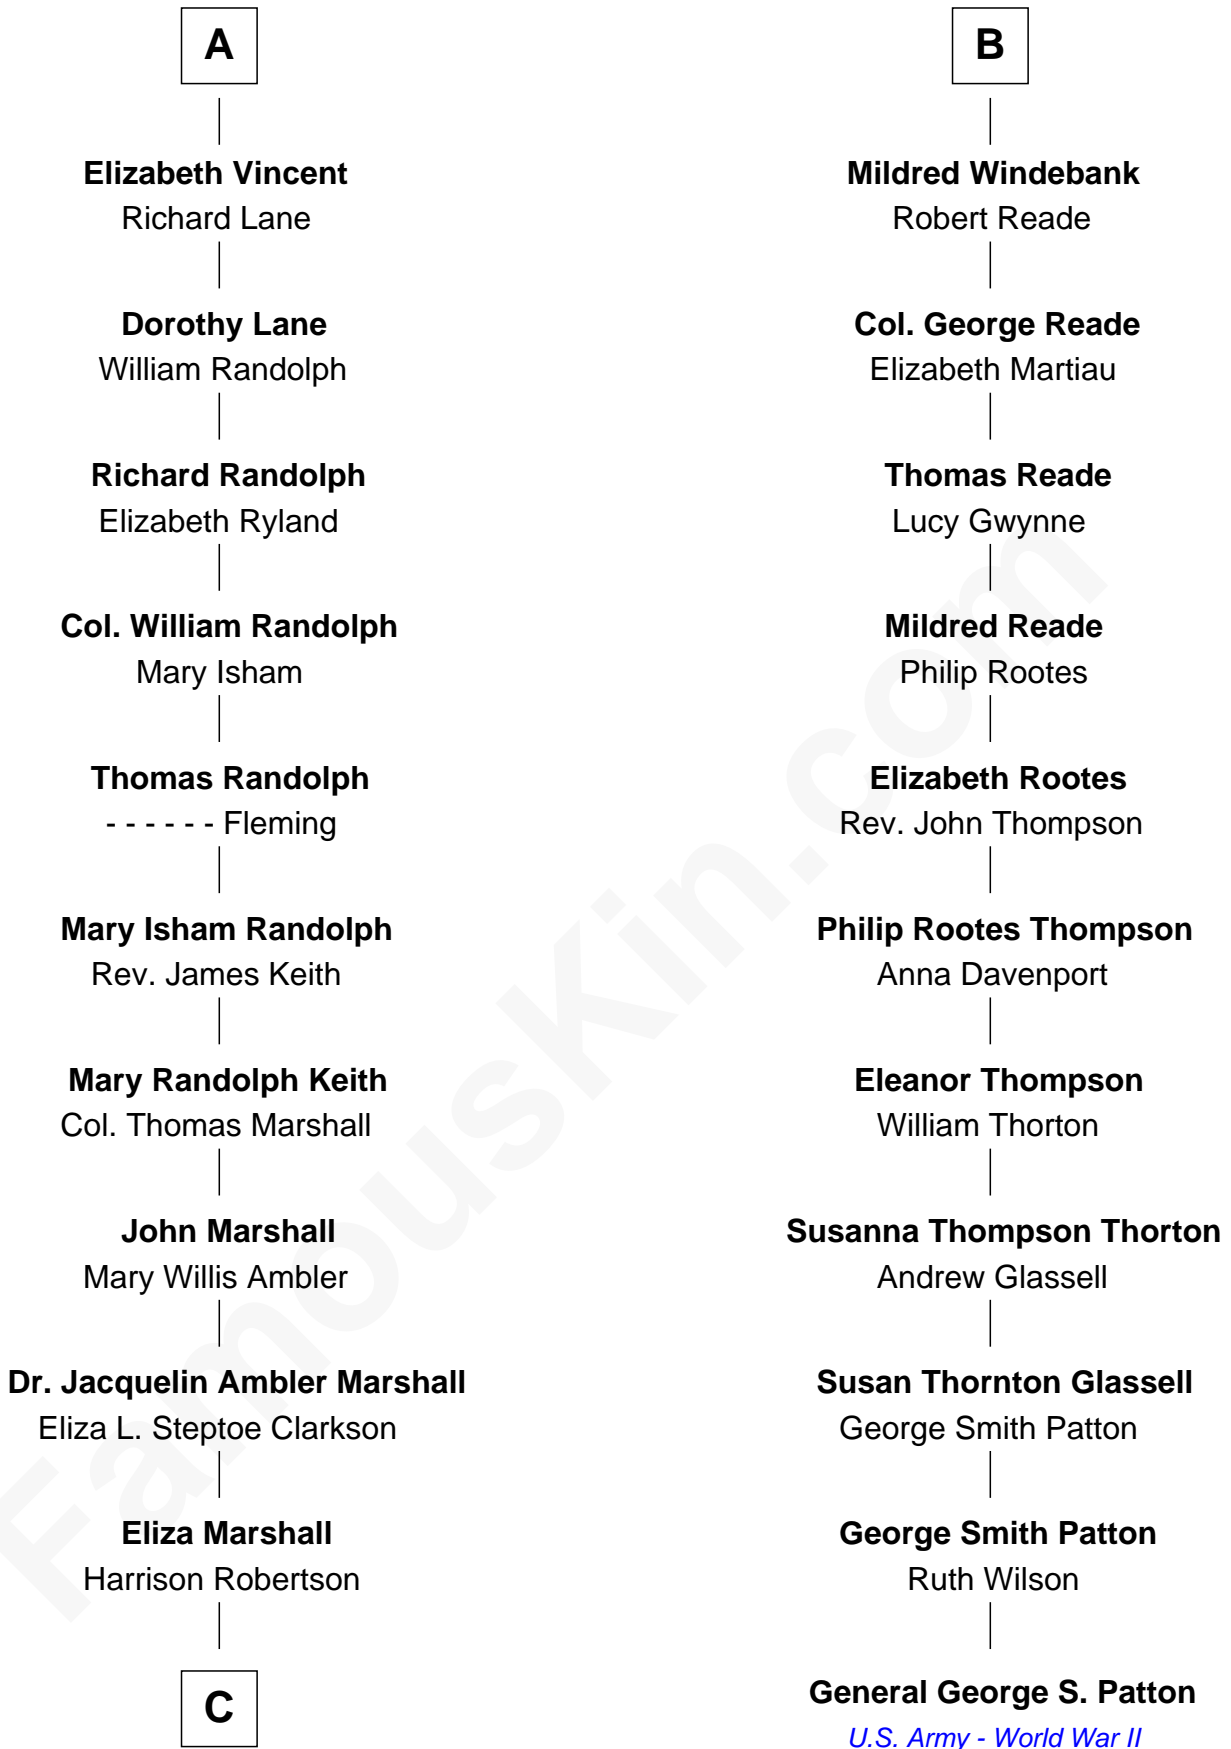 A
Elizabeth Vincent
Richard Lane
Dorothy Lane
William Randolph
Richard Randolph
Elizabeth Ryland
Col. William Randolph
Mary Isham
Thomas Randolph
- - - - - - Fleming
Mary Isham Randolph
Rev. James Keith
Mary Randolph Keith
Col. Thomas Marshall
John Marshall
Mary Willis Ambler
Dr. Jacquelin Ambler Marshall
Eliza L. Steptoe Clarkson
Eliza Marshall
Harrison Robertson
C
B
Mildred Windebank
Robert Reade
Col. George Reade
Elizabeth Martiau
Thomas Reade
Lucy Gwynne
Mildred Reade
Philip Rootes
Elizabeth Rootes
Rev. John Thompson
Philip Rootes Thompson
Anna Davenport
Eleanor Thompson
William Thorton
Susanna Thompson Thorton
Andrew Glassell
Susan Thornton Glassell
George Smith Patton
George Smith Patton
Ruth Wilson
General George S. Patton
U.S. Army - World War II
FamousKin.com